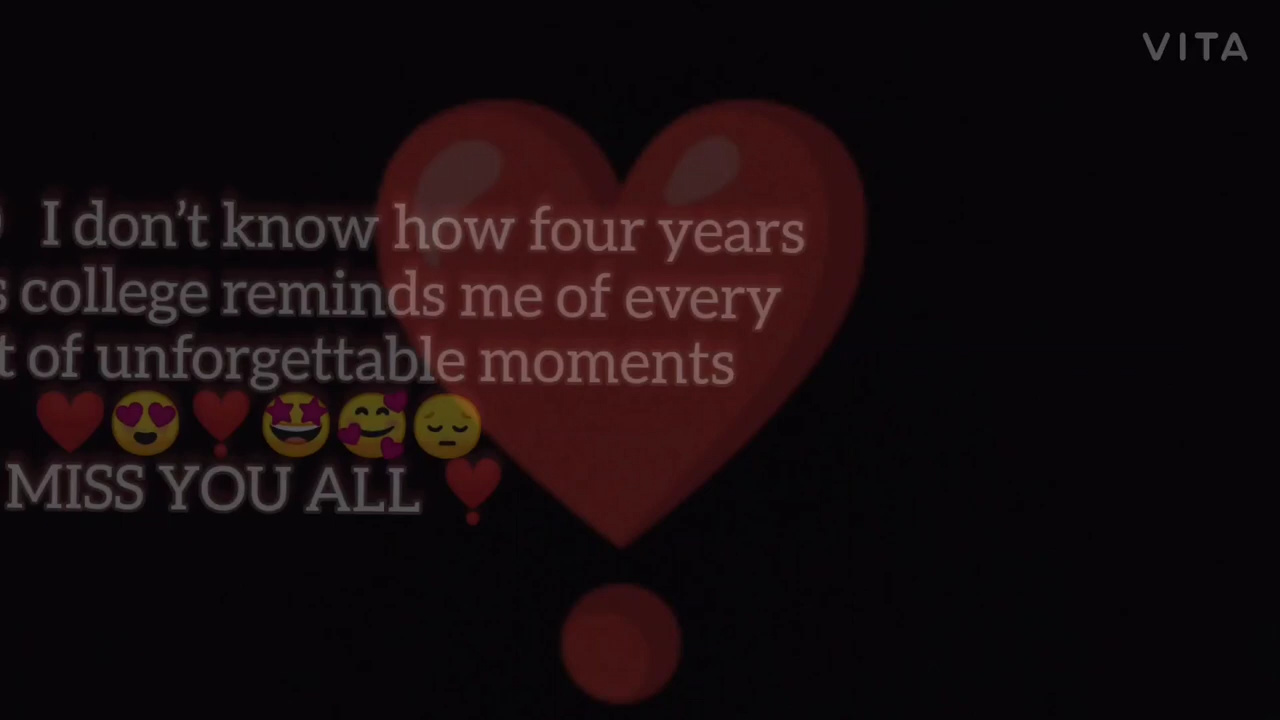 VITA
I don't know how four years
college reminds me of every
of unforgettable moments
❤️😍❣️🤩🥰😔
MISS YOU ALL ❣️